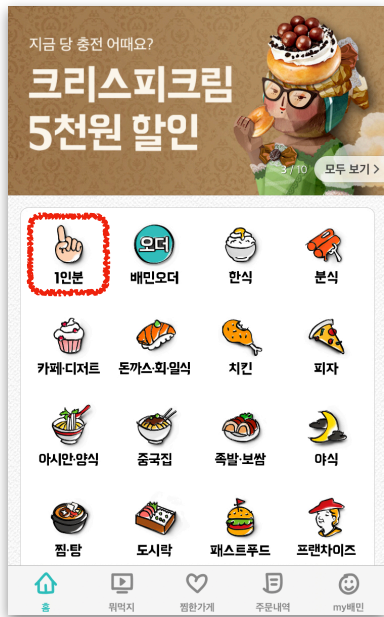 지금 당 충전 어때요?
크리스피크림
5천원 할인
3 / 10 모두 보기 >
오더
1인분 배민오더 한식 분식
카페·디저트 돈까스·회·일식 치킨 피자
아시안·양식 중국집 족발·보쌈 야식
찜·탕 도시락 패스트푸드 프랜차이즈
홈 뭐먹지 찜한가게 주문내역 my배민